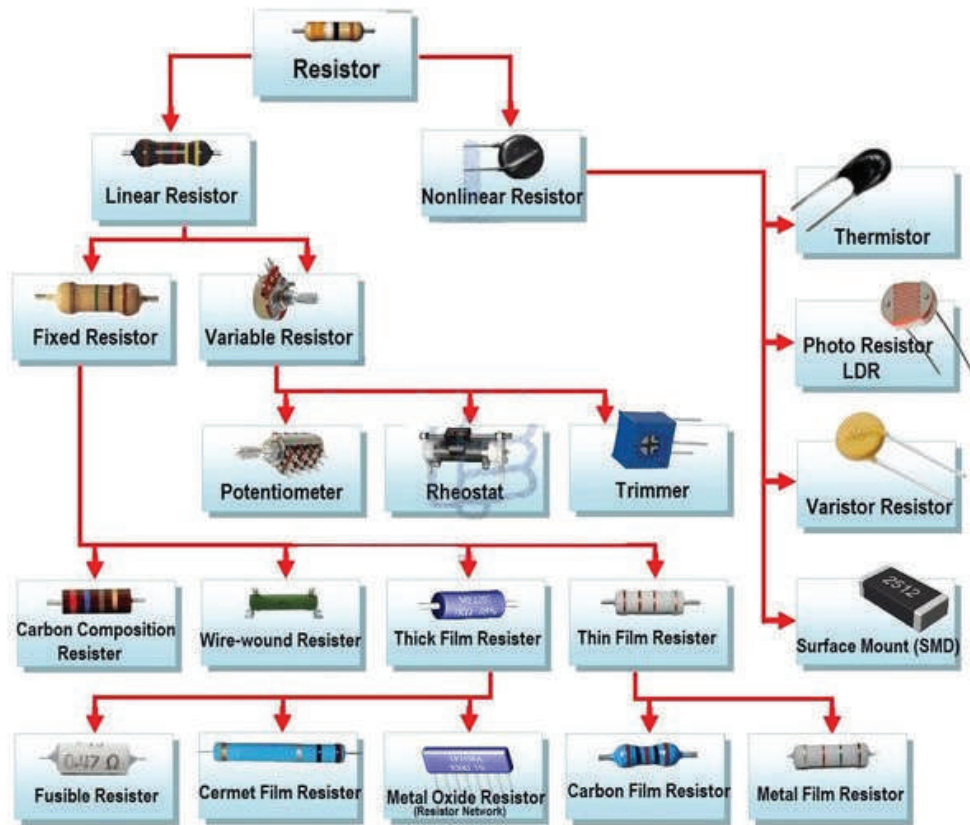 Resistor
Linear Resistor
Nonlinear Resistor
Thermistor
Fixed Resistor
Variable Resistor
Photo Resistor
LDR
Potentiometer
Rheostat
Trimmer
Varistor Resistor
Carbon Composition
Resister
Wire-wound Resister
Thick Film Resister
Thin Film Resister
2512
Surface Mount (SMD)
0.47 Ω
Fusible Resister
Cermet Film Resister
Metal Oxide Resistor
(Resistor Network)
Carbon Film Resistor
Metal Film Resistor